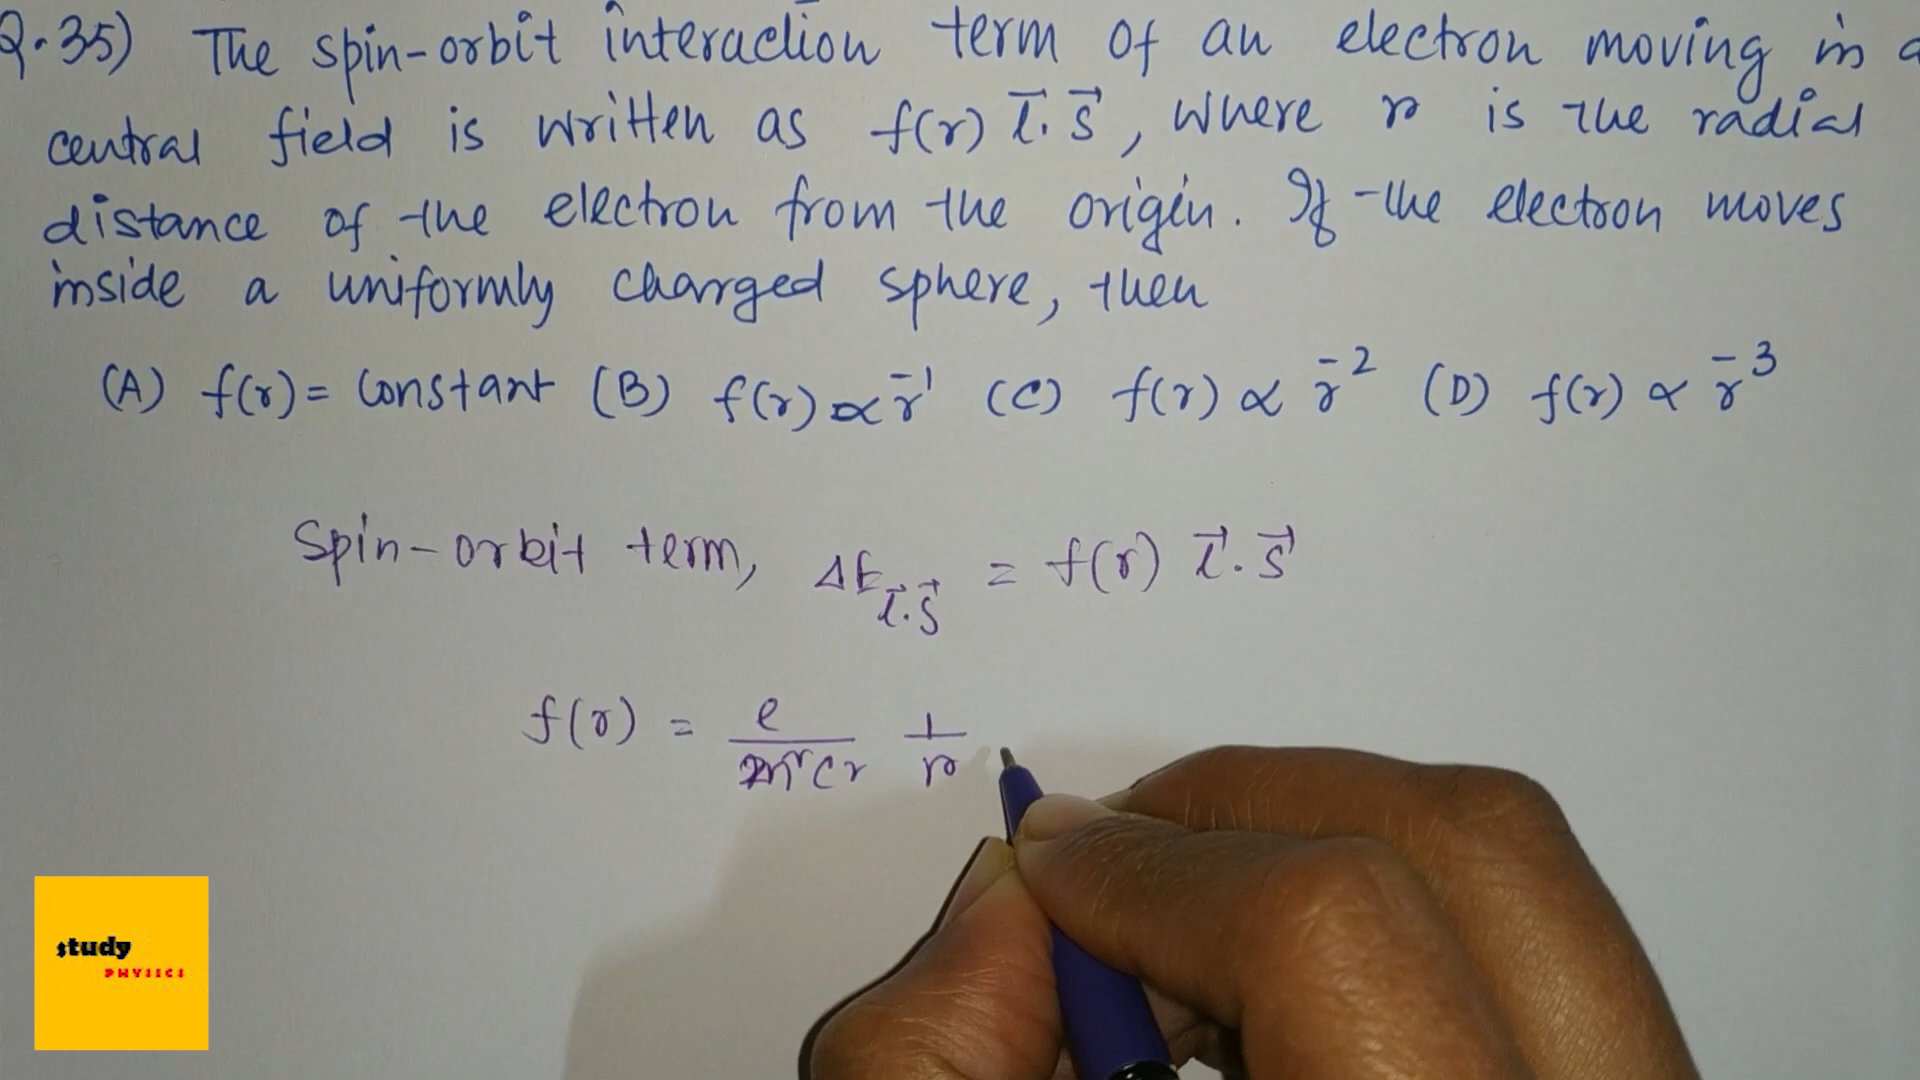 Q.35) The spin-orbit interaction term of an electron moving in a
central field is written as f(r) l⃗.s⃗, where r is the radial
distance of the electron from the origin. If the electron moves
inside a uniformly charged sphere, then
(A) f(r) = constant (B) f(r) ∝ r⁻¹ (C) f(r) ∝ r⁻² (D) f(r) ∝ r⁻³
Spin-orbit term, ΔE_l⃗.s⃗ = f(r) l⃗.s⃗
f(r) = e/2m²c² 1/r
study
PHYSICS